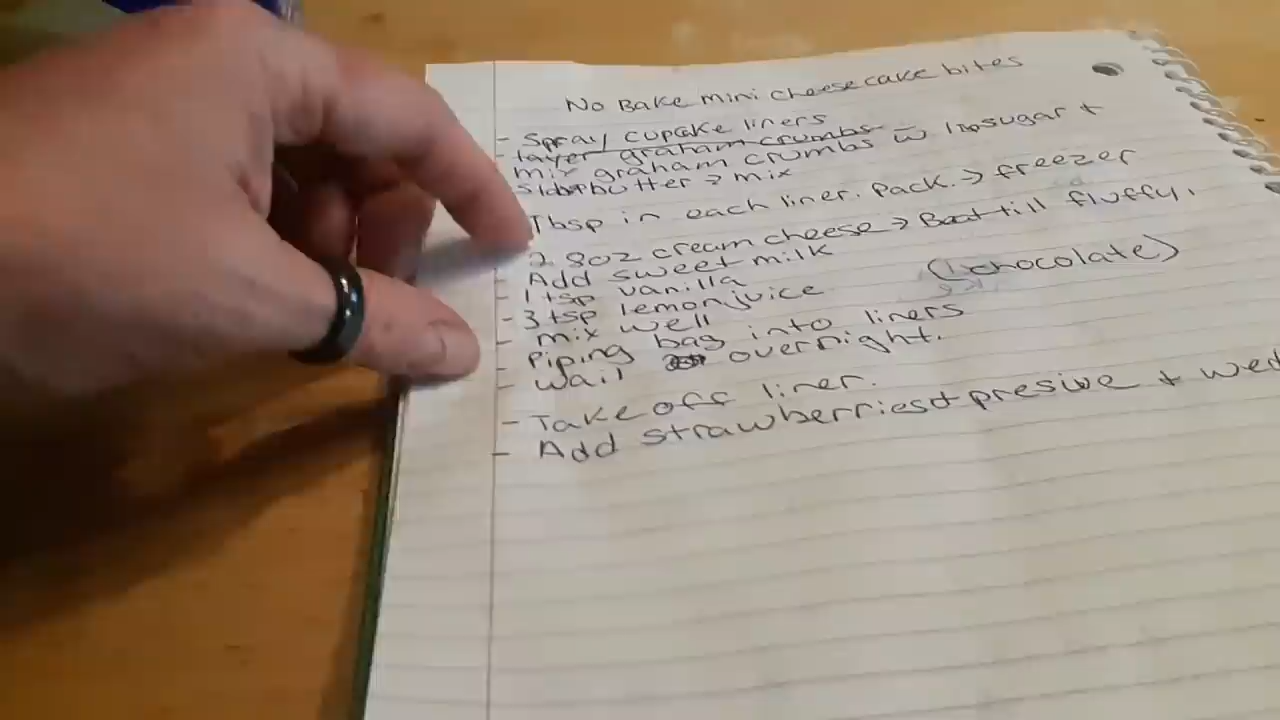 No Bake mini cheesecake bites
- Spray cupcake liners
- layer graham crumbs
mix graham crumbs w sugar +
butter → mix
Tbsp in each liner. Pack. → freezer
2 8oz cream cheese → Beat till fluffy.
Add sweet milk
- 1 tsp vanilla (chocolate)
- 3 tsp lemon juice
- mix well
- Piping bag into liners
- wait overnight.
- Take off liner.
- Add strawberries + presive +